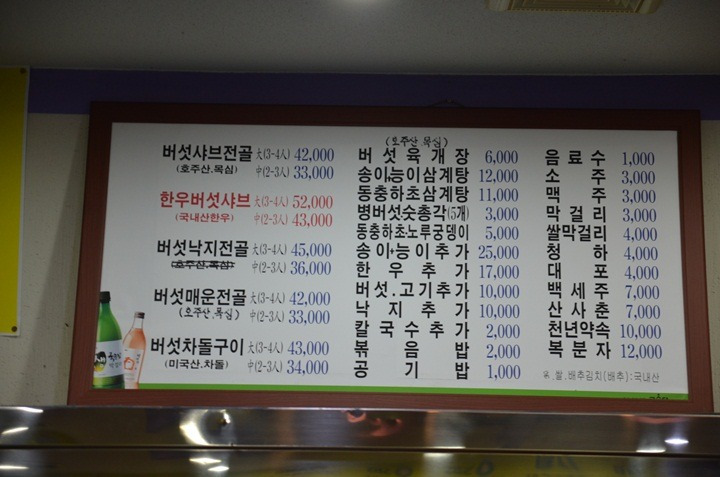 버섯샤브전골 大(3-4人) 42,000
(호주산.목심) 中(2-3人) 33,000
한우버섯샤브 大(3-4人) 52,000
(국내산한우) 中(2-3人) 43,000
버섯낙지전골 大(3-4人) 45,000
(호주산.목심) 中(2-3人) 36,000
버섯매운전골 大(3-4人) 42,000
(호주산.목심) 中(2-3人) 33,000
버섯차돌구이 大(3-4人) 43,000
(미국산.차돌) 中(2-3人) 34,000
(호주산.목심)
버섯육개장 6,000
송이능이삼계탕 12,000
동충하초삼계탕 11,000
병버섯숫총각(5개) 3,000
동충하초노루궁뎅이 5,000
송이+능이추가 25,000
한우추가 17,000
버섯.고기추가 10,000
낙지추가 10,000
칼국수추가 2,000
볶음밥 2,000
공기밥 1,000
음료수 1,000
소주 3,000
맥주 3,000
막걸리 3,000
쌀막걸리 4,000
청하 4,000
대포 4,000
백세주 7,000
산사춘 7,000
천년약속 10,000
복분자 12,000
쌀.배추김치(배추):국내산